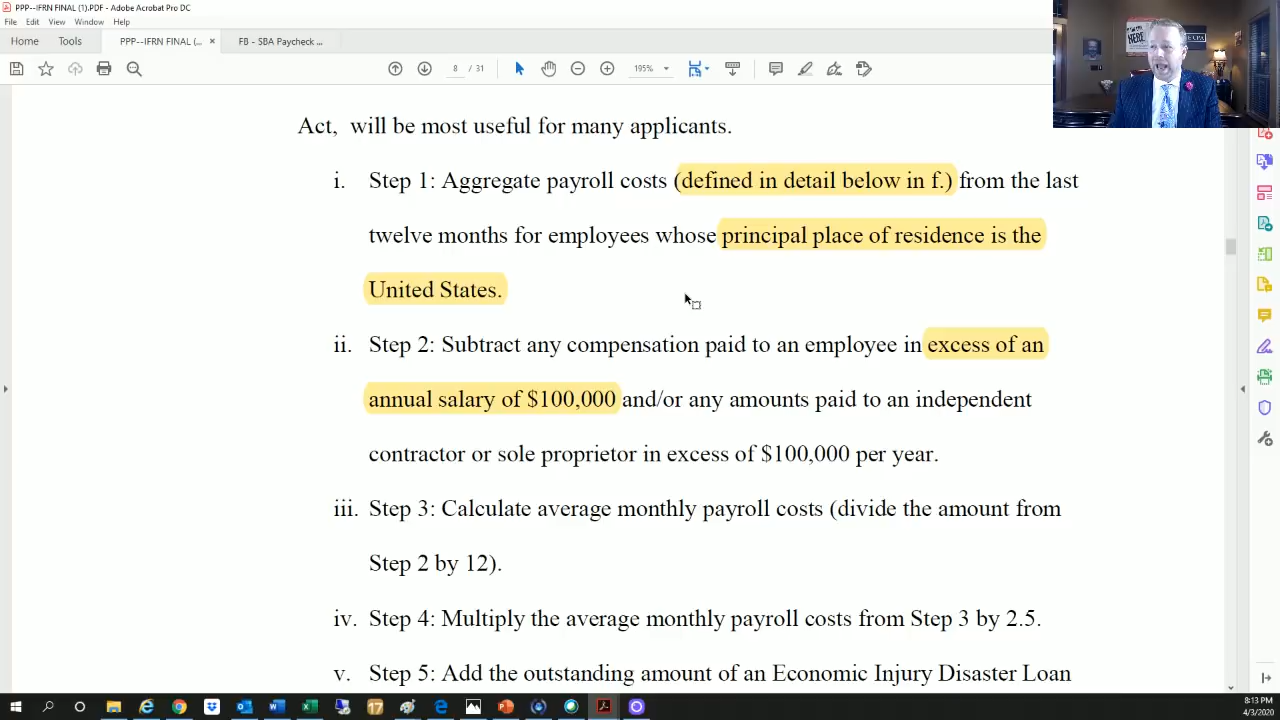 PPP--IFRN FINAL (1).PDF - Adobe Acrobat Pro DC
File Edit View Window Help
Home Tools PPP--IFRN FINAL (... × FB - SBA Paycheck ...
8 / 31 195%
Act, will be most useful for many applicants.
i. Step 1: Aggregate payroll costs (defined in detail below in f.) from the last
twelve months for employees whose principal place of residence is the
United States.
ii. Step 2: Subtract any compensation paid to an employee in excess of an
annual salary of $100,000 and/or any amounts paid to an independent
contractor or sole proprietor in excess of $100,000 per year.
iii. Step 3: Calculate average monthly payroll costs (divide the amount from
Step 2 by 12).
iv. Step 4: Multiply the average monthly payroll costs from Step 3 by 2.5.
v. Step 5: Add the outstanding amount of an Economic Injury Disaster Loan
8:13 PM
4/3/2020